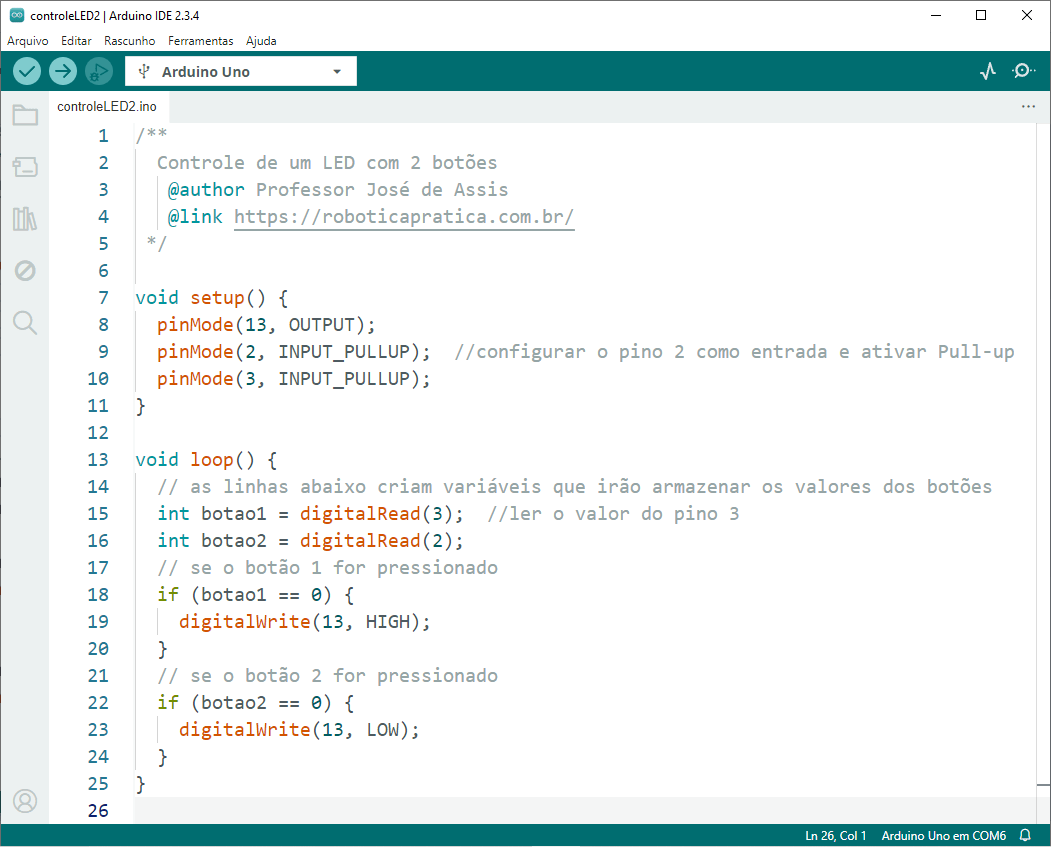 controleLED2 | Arduino IDE 2.3.4
Arquivo Editar Rascunho Ferramentas Ajuda
Arduino Uno
controleLED2.ino
1 /**
2 Controle de um LED com 2 botões
3 @author Professor José de Assis
4 @link https://roboticapratica.com.br/
5 */
6
7 void setup() {
8 pinMode(13, OUTPUT);
9 pinMode(2, INPUT_PULLUP); //configurar o pino 2 como entrada e ativar Pull-up
10 pinMode(3, INPUT_PULLUP);
11 }
12
13 void loop() {
14 // as linhas abaixo criam variáveis que irão armazenar os valores dos botões
15 int botao1 = digitalRead(3); //ler o valor do pino 3
16 int botao2 = digitalRead(2);
17 // se o botão 1 for pressionado
18 if (botao1 == 0) {
19 digitalWrite(13, HIGH);
20 }
21 // se o botão 2 for pressionado
22 if (botao2 == 0) {
23 digitalWrite(13, LOW);
24 }
25 }
26
Ln 26, Col 1 Arduino Uno em COM6